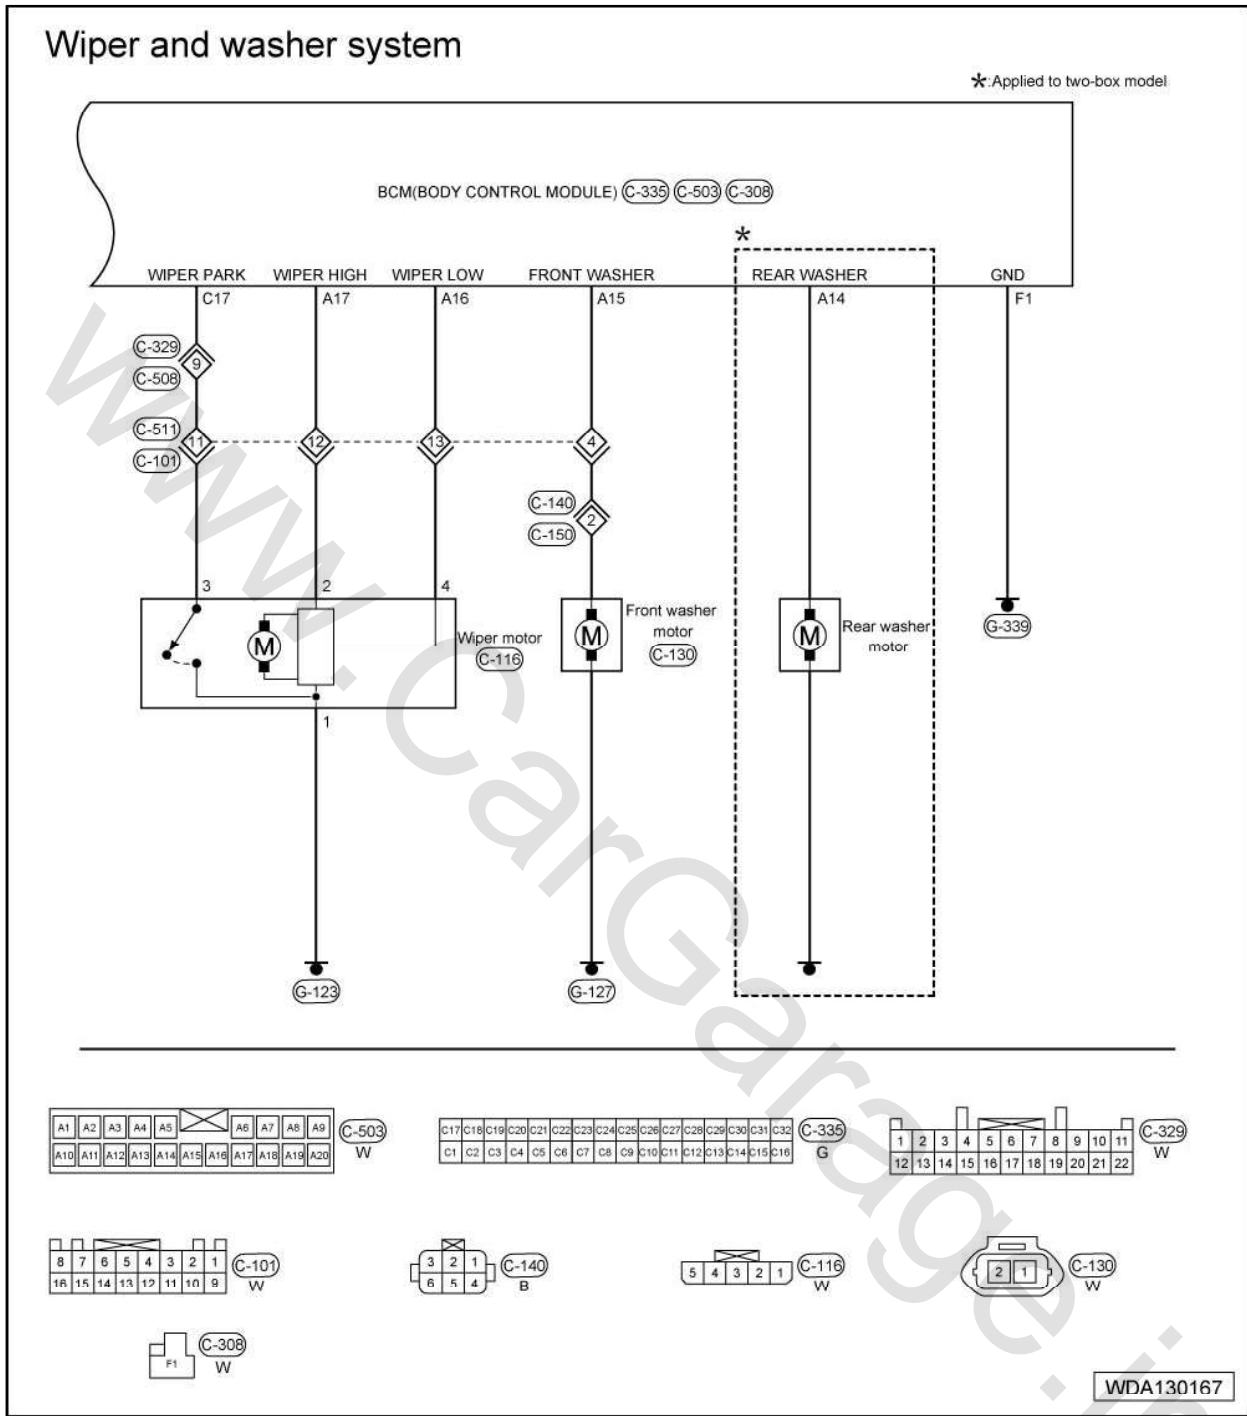 Wiper and washer system
*:Applied to two-box model
BCM(BODY CONTROL MODULE) C-335 C-503 C-308
*
WIPER PARK WIPER HIGH WIPER LOW FRONT WASHER REAR WASHER GND
C17 A17 A16 A15 A14 F1
C-329
9
C-508
C-511
11 12 13 4
C-101
C-140
2
C-150
3 2 4
M
Wiper motor
C-116
1
M
Front washer
motor
C-130
M
Rear washer
motor
G-339
G-123
G-127
A1 A2 A3 A4 A5 A6 A7 A8 A9
A10 A11 A12 A13 A14 A15 A16 A17 A18 A19 A20
C-503
W
C17 C18 C19 C20 C21 C22 C23 C24 C25 C26 C27 C28 C29 C30 C31 C32
C1 C2 C3 C4 C5 C6 C7 C8 C9 C10 C11 C12 C13 C14 C15 C16
C-335
G
1 2 3 4 5 6 7 8 9 10 11
12 13 14 15 16 17 18 19 20 21 22
C-329
W
8 7 6 5 4 3 2 1
16 15 14 13 12 11 10 9
C-101
W
3 2 1
6 5 4
C-140
B
5 4 3 2 1
C-116
W
2 1
C-130
W
F1
C-308
W
WDA130167
www.CarGarage.in